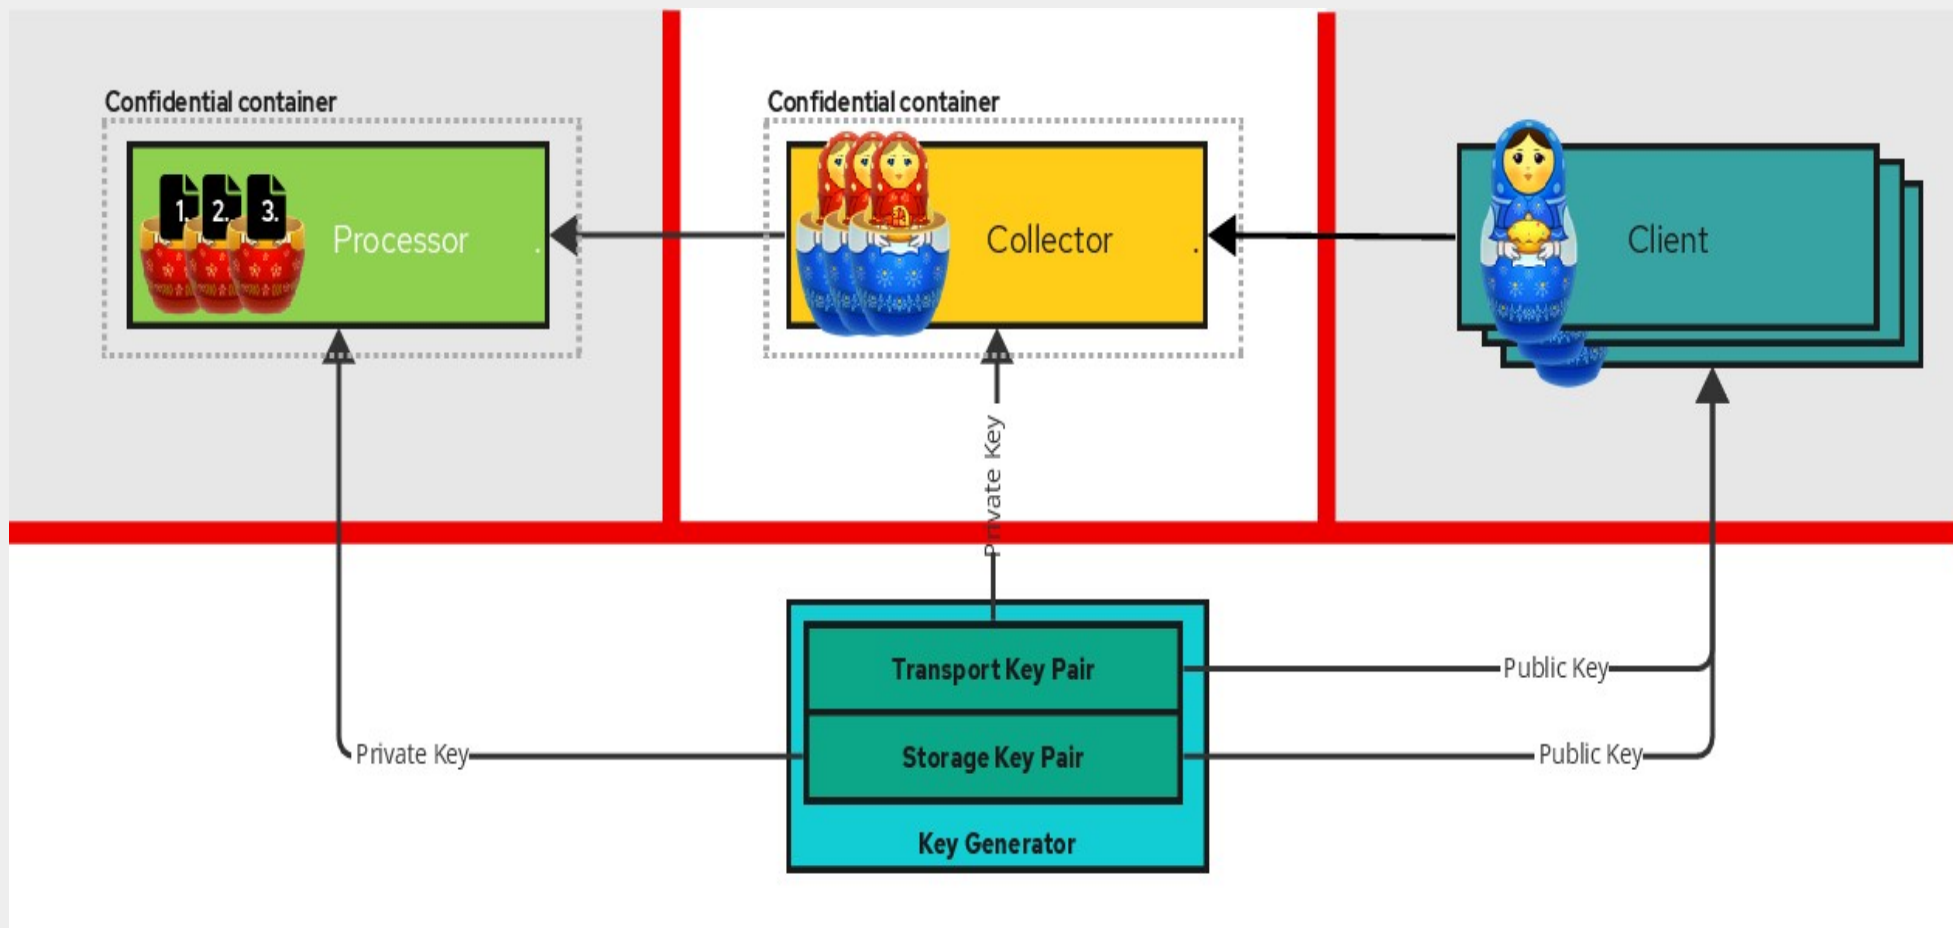 Confidential container
Confidential container
1.
2.
3.
Processor
.
Collector
.
Client
Private Key
Transport Key Pair
Public Key
Private Key
Storage Key Pair
Public Key
Key Generator